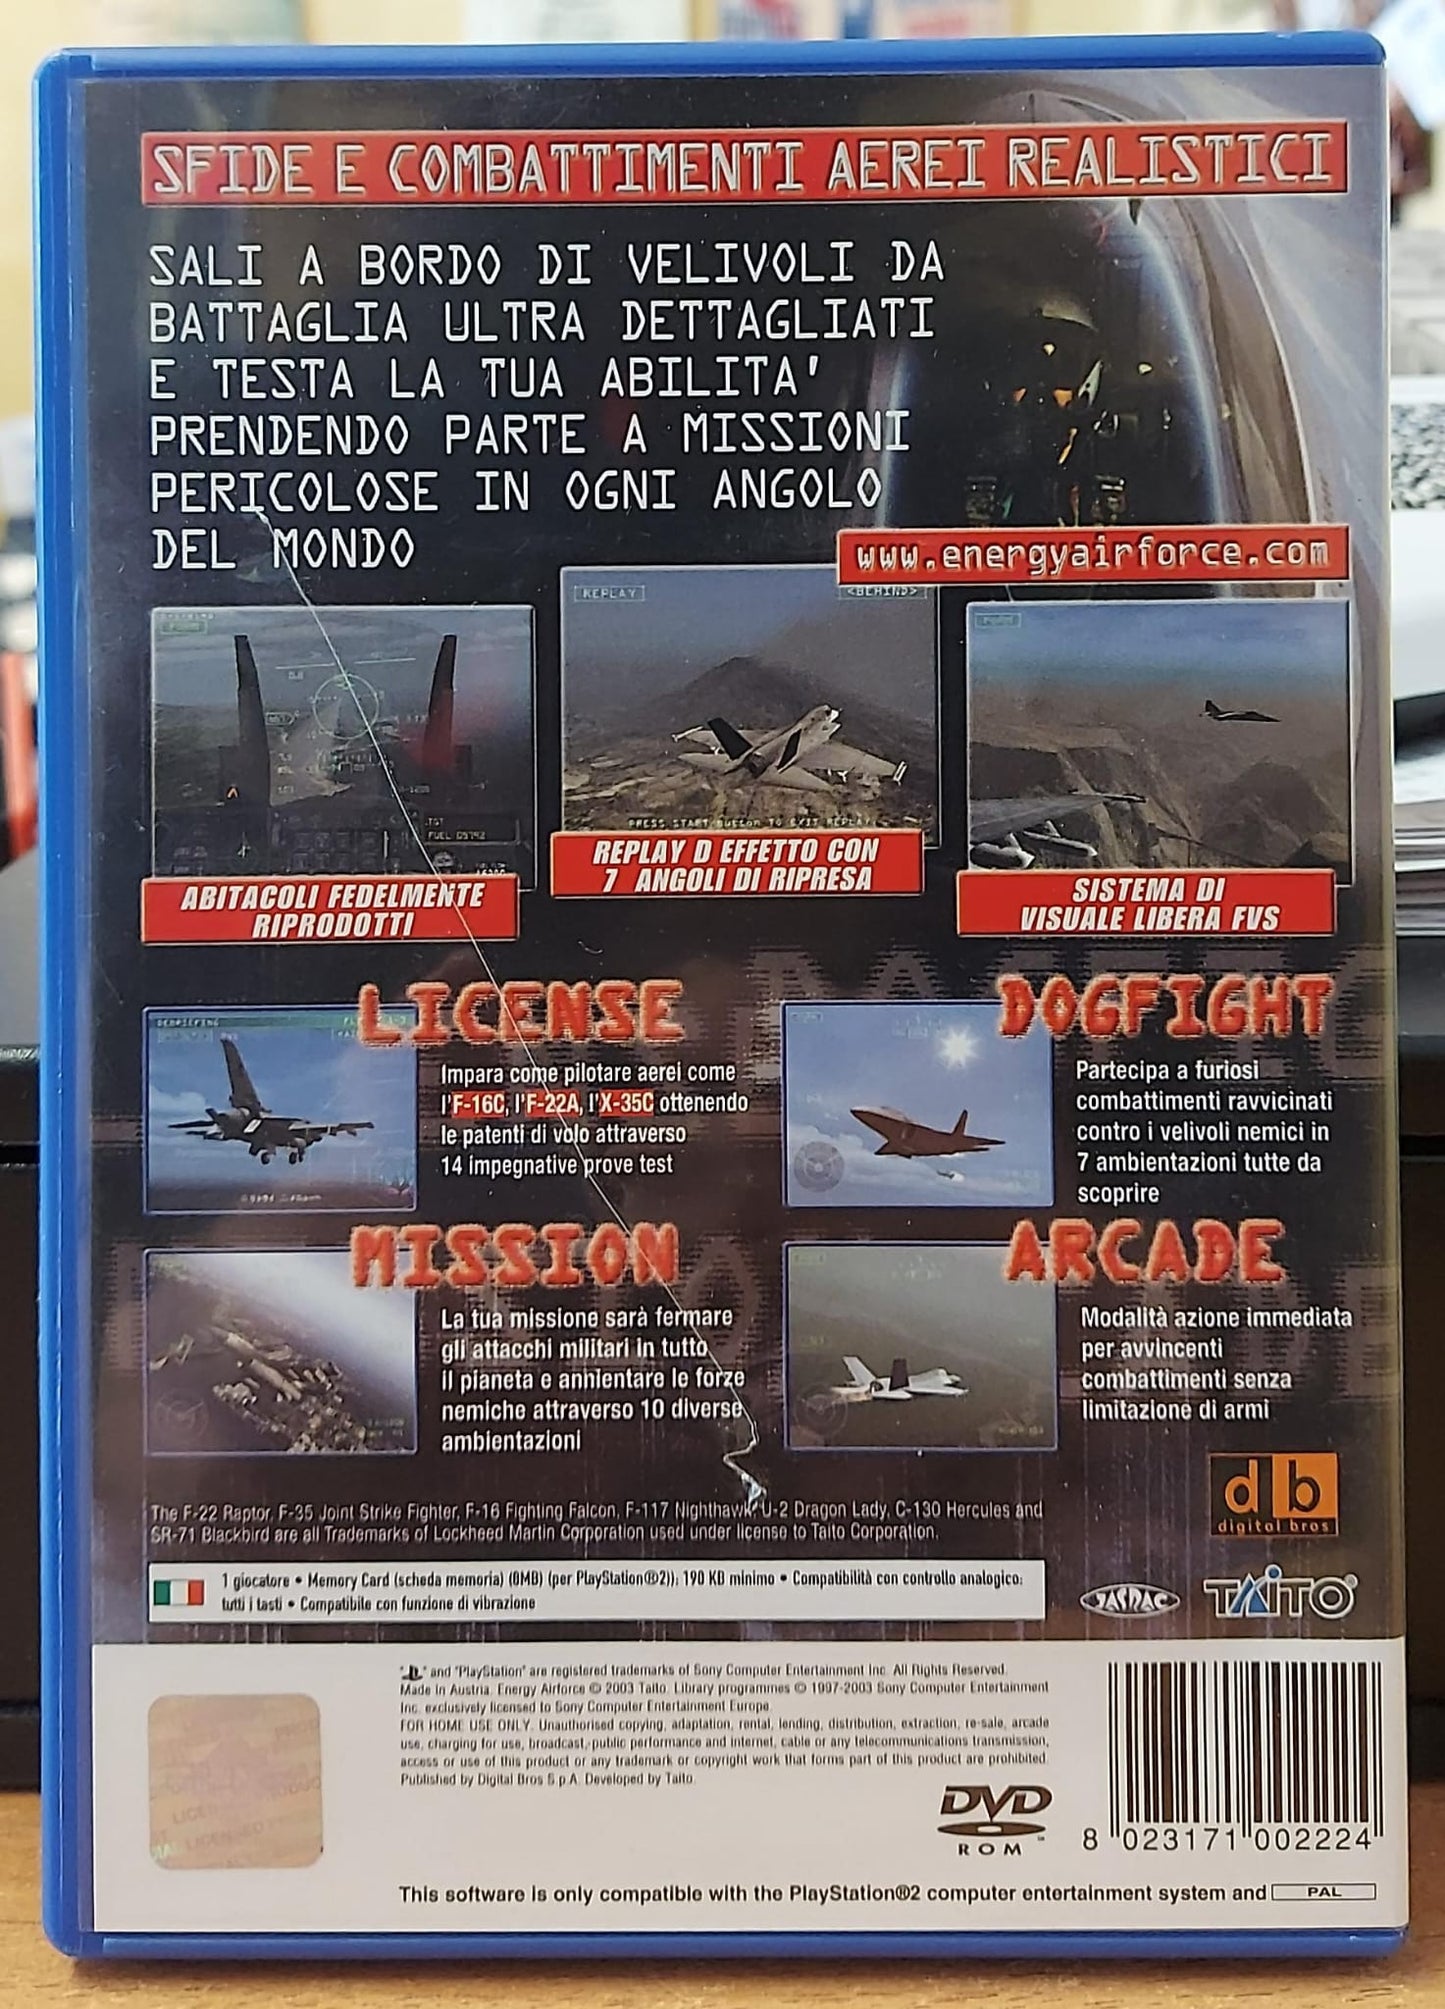 SFIDE E COMBATTIMENTI AEREI REALISTICI
SALI A BORDO DI VELIVOLI DA
BATTAGLIA ULTRA DETTAGLIATI
E TESTA LA TUA ABILITA'
PRENDENDO PARTE A MISSIONI
PERICOLOSE IN OGNI ANGOLO
DEL MONDO
www.energyairforce.com
REPLAY
<BEHIND>
PRESS START button TO EXIT REPLAY
FUEL
ABITACOLI FEDELMENTE
RIPRODOTTI
REPLAY D EFFETTO CON
7 ANGOLI DI RIPRESA
SISTEMA DI
VISUALE LIBERA FVS
LICENSE
DEBRIEFING
Impara come pilotare aerei come
l'F-16C, l'F-22A, l'X-35C ottenendo
le patenti di volo attraverso
14 impegnative prove test
DOGFIGHT
Partecipa a furiosi
combattimenti ravvicinati
contro i velivoli nemici in
7 ambientazioni tutte da
scoprire
MISSION
La tua missione sarà fermare
gli attacchi militari in tutto
il pianeta e annientare le forze
nemiche attraverso 10 diverse
ambientazioni
ARCADE
Modalità azione immediata
per avvincenti
combattimenti senza
limitazione di armi
db
digital bros
The F-22 Raptor, F-35 Joint Strike Fighter, F-16 Fighting Falcon, F-117 Nighthawk, U-2 Dragon Lady, C-130 Hercules and
SR-71 Blackbird are all Trademarks of Lockheed Martin Corporation used under license to Taito Corporation.
1 giocatore • Memory Card (scheda memoria) (8MB) (per PlayStation®2): 190 KB minimo • Compatibilità con controllo analogico:
tutti i tasti • Compatibile con funzione di vibrazione
JASPAC
TAITO®
" " and "PlayStation" are registered trademarks of Sony Computer Entertainment Inc. All Rights Reserved.
Made in Austria. Energy Airforce © 2003 Taito. Library programmes © 1997-2003 Sony Computer Entertainment
Inc. exclusively licensed to Sony Computer Entertainment Europe.
FOR HOME USE ONLY. Unauthorised copying, adaptation, rental, lending, distribution, extraction, re-sale, arcade
use, charging for use, broadcast, public performance and internet, cable or any telecommunications transmission,
access or use of this product or any trademark or copyright work that forms part of this product are prohibited.
Published by Digital Bros S.p.A. Developed by Taito.
DVD
ROM
8 023171 002224
This software is only compatible with the PlayStation®2 computer entertainment system and PAL